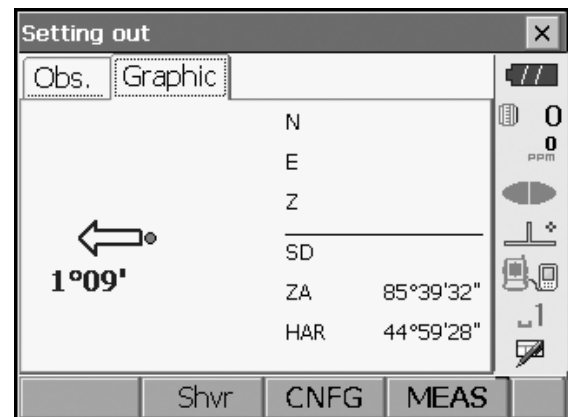 Setting out
Obs. Graphic
0
N
0
E
ppm
Z
SD
1°09'
ZA 85°39'32"
HAR 44°59'28"
1
Shvr CNFG MEAS